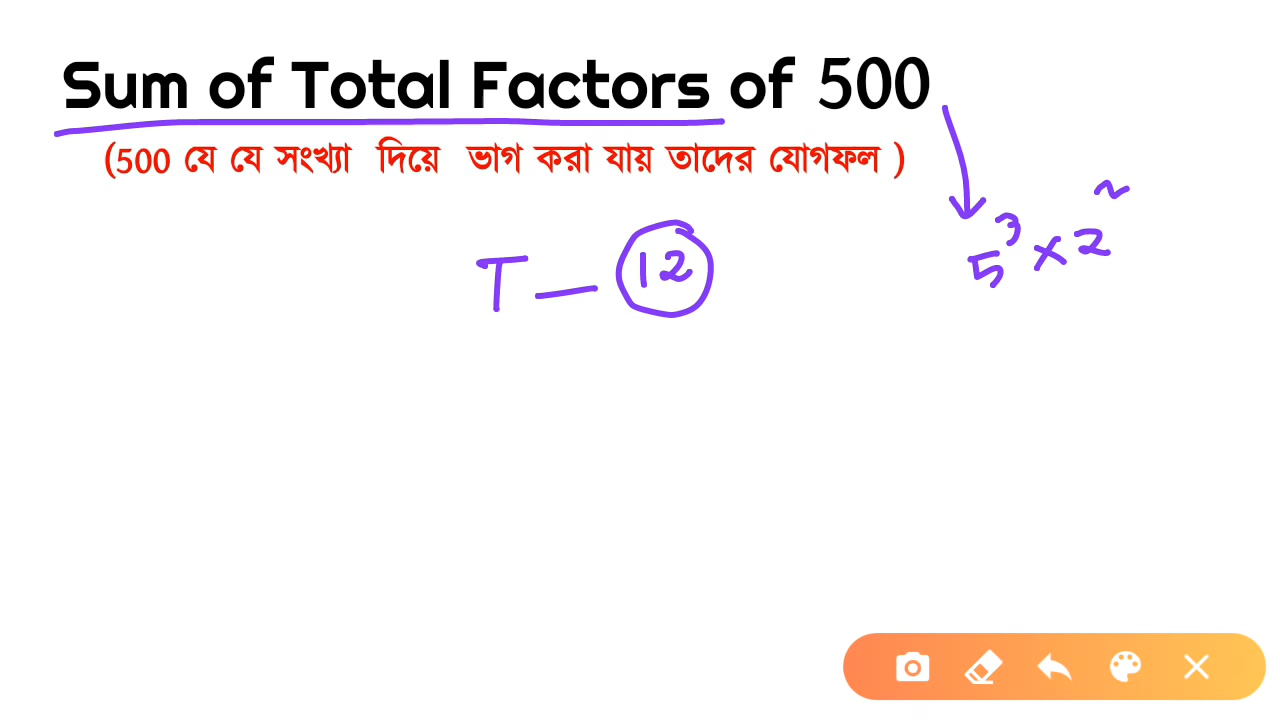 Sum of Total Factors of 500
(500 যে যে সংখ্যা দিয়ে ভাগ করা যায় তাদের যোগফল )
T — 12
5³ × 2²